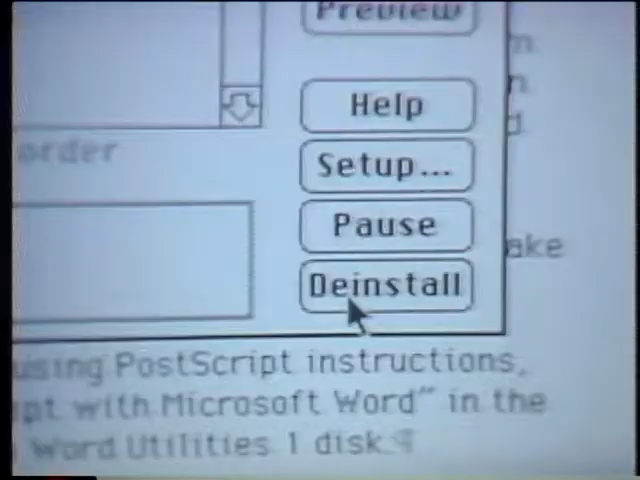 Preview
Help
order
Setup...
Pause
ake
Deinstall
using PostScript instructions,
ipt with Microsoft Word” in the
Word Utilities 1 disk.¶